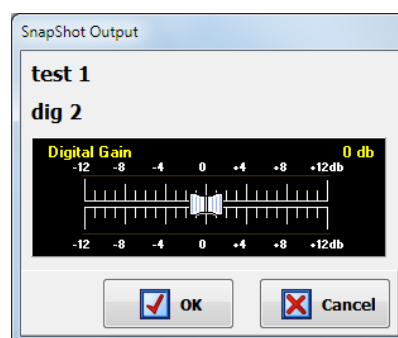 SnapShot Output
test 1
dig 2
Digital Gain 0 db
-12 -8 -4 0 +4 +8 +12db
-12 -8 -4 0 +4 +8 +12db
OK Cancel